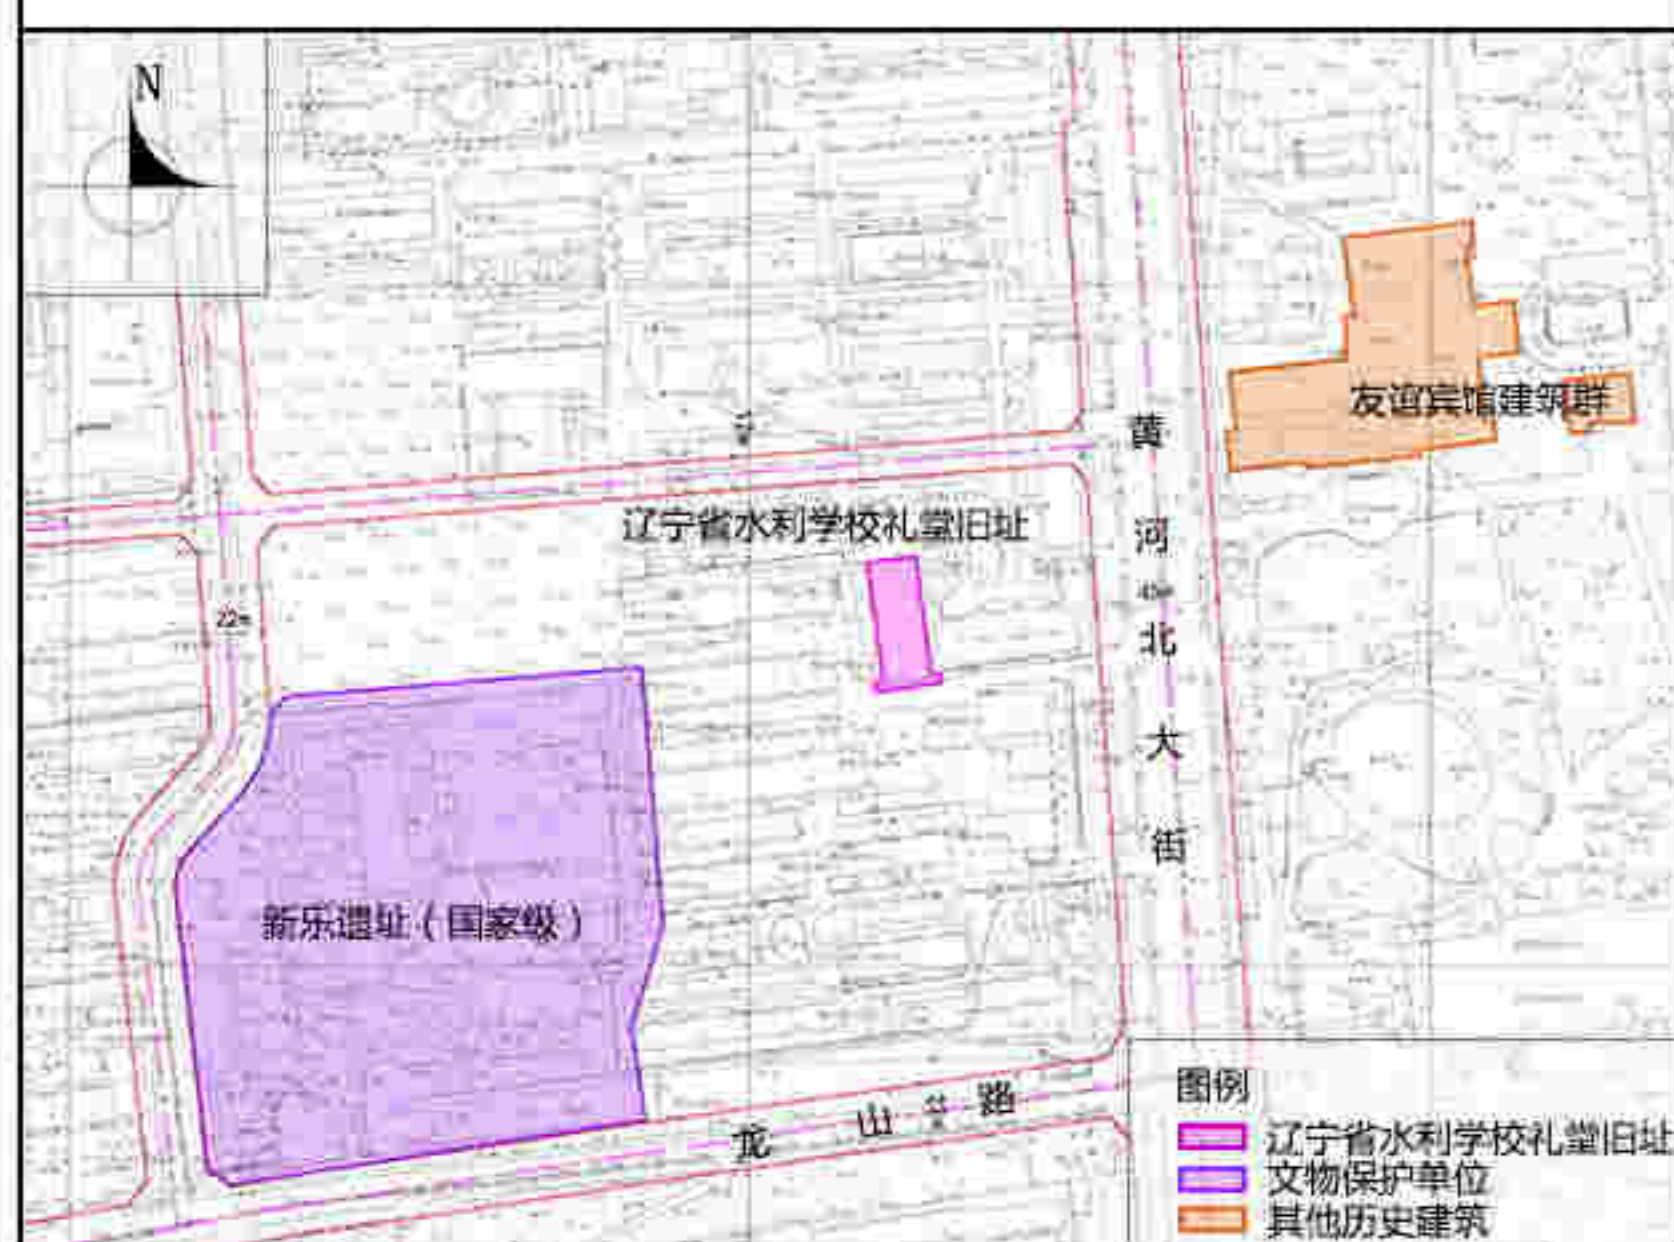 N
友谊宾馆建筑群
黄河北大街
辽宁省水利学校礼堂旧址
22m
新乐遗址（国家级）
龙山路
图例
辽宁省水利学校礼堂旧址
文物保护单位
其他历史建筑